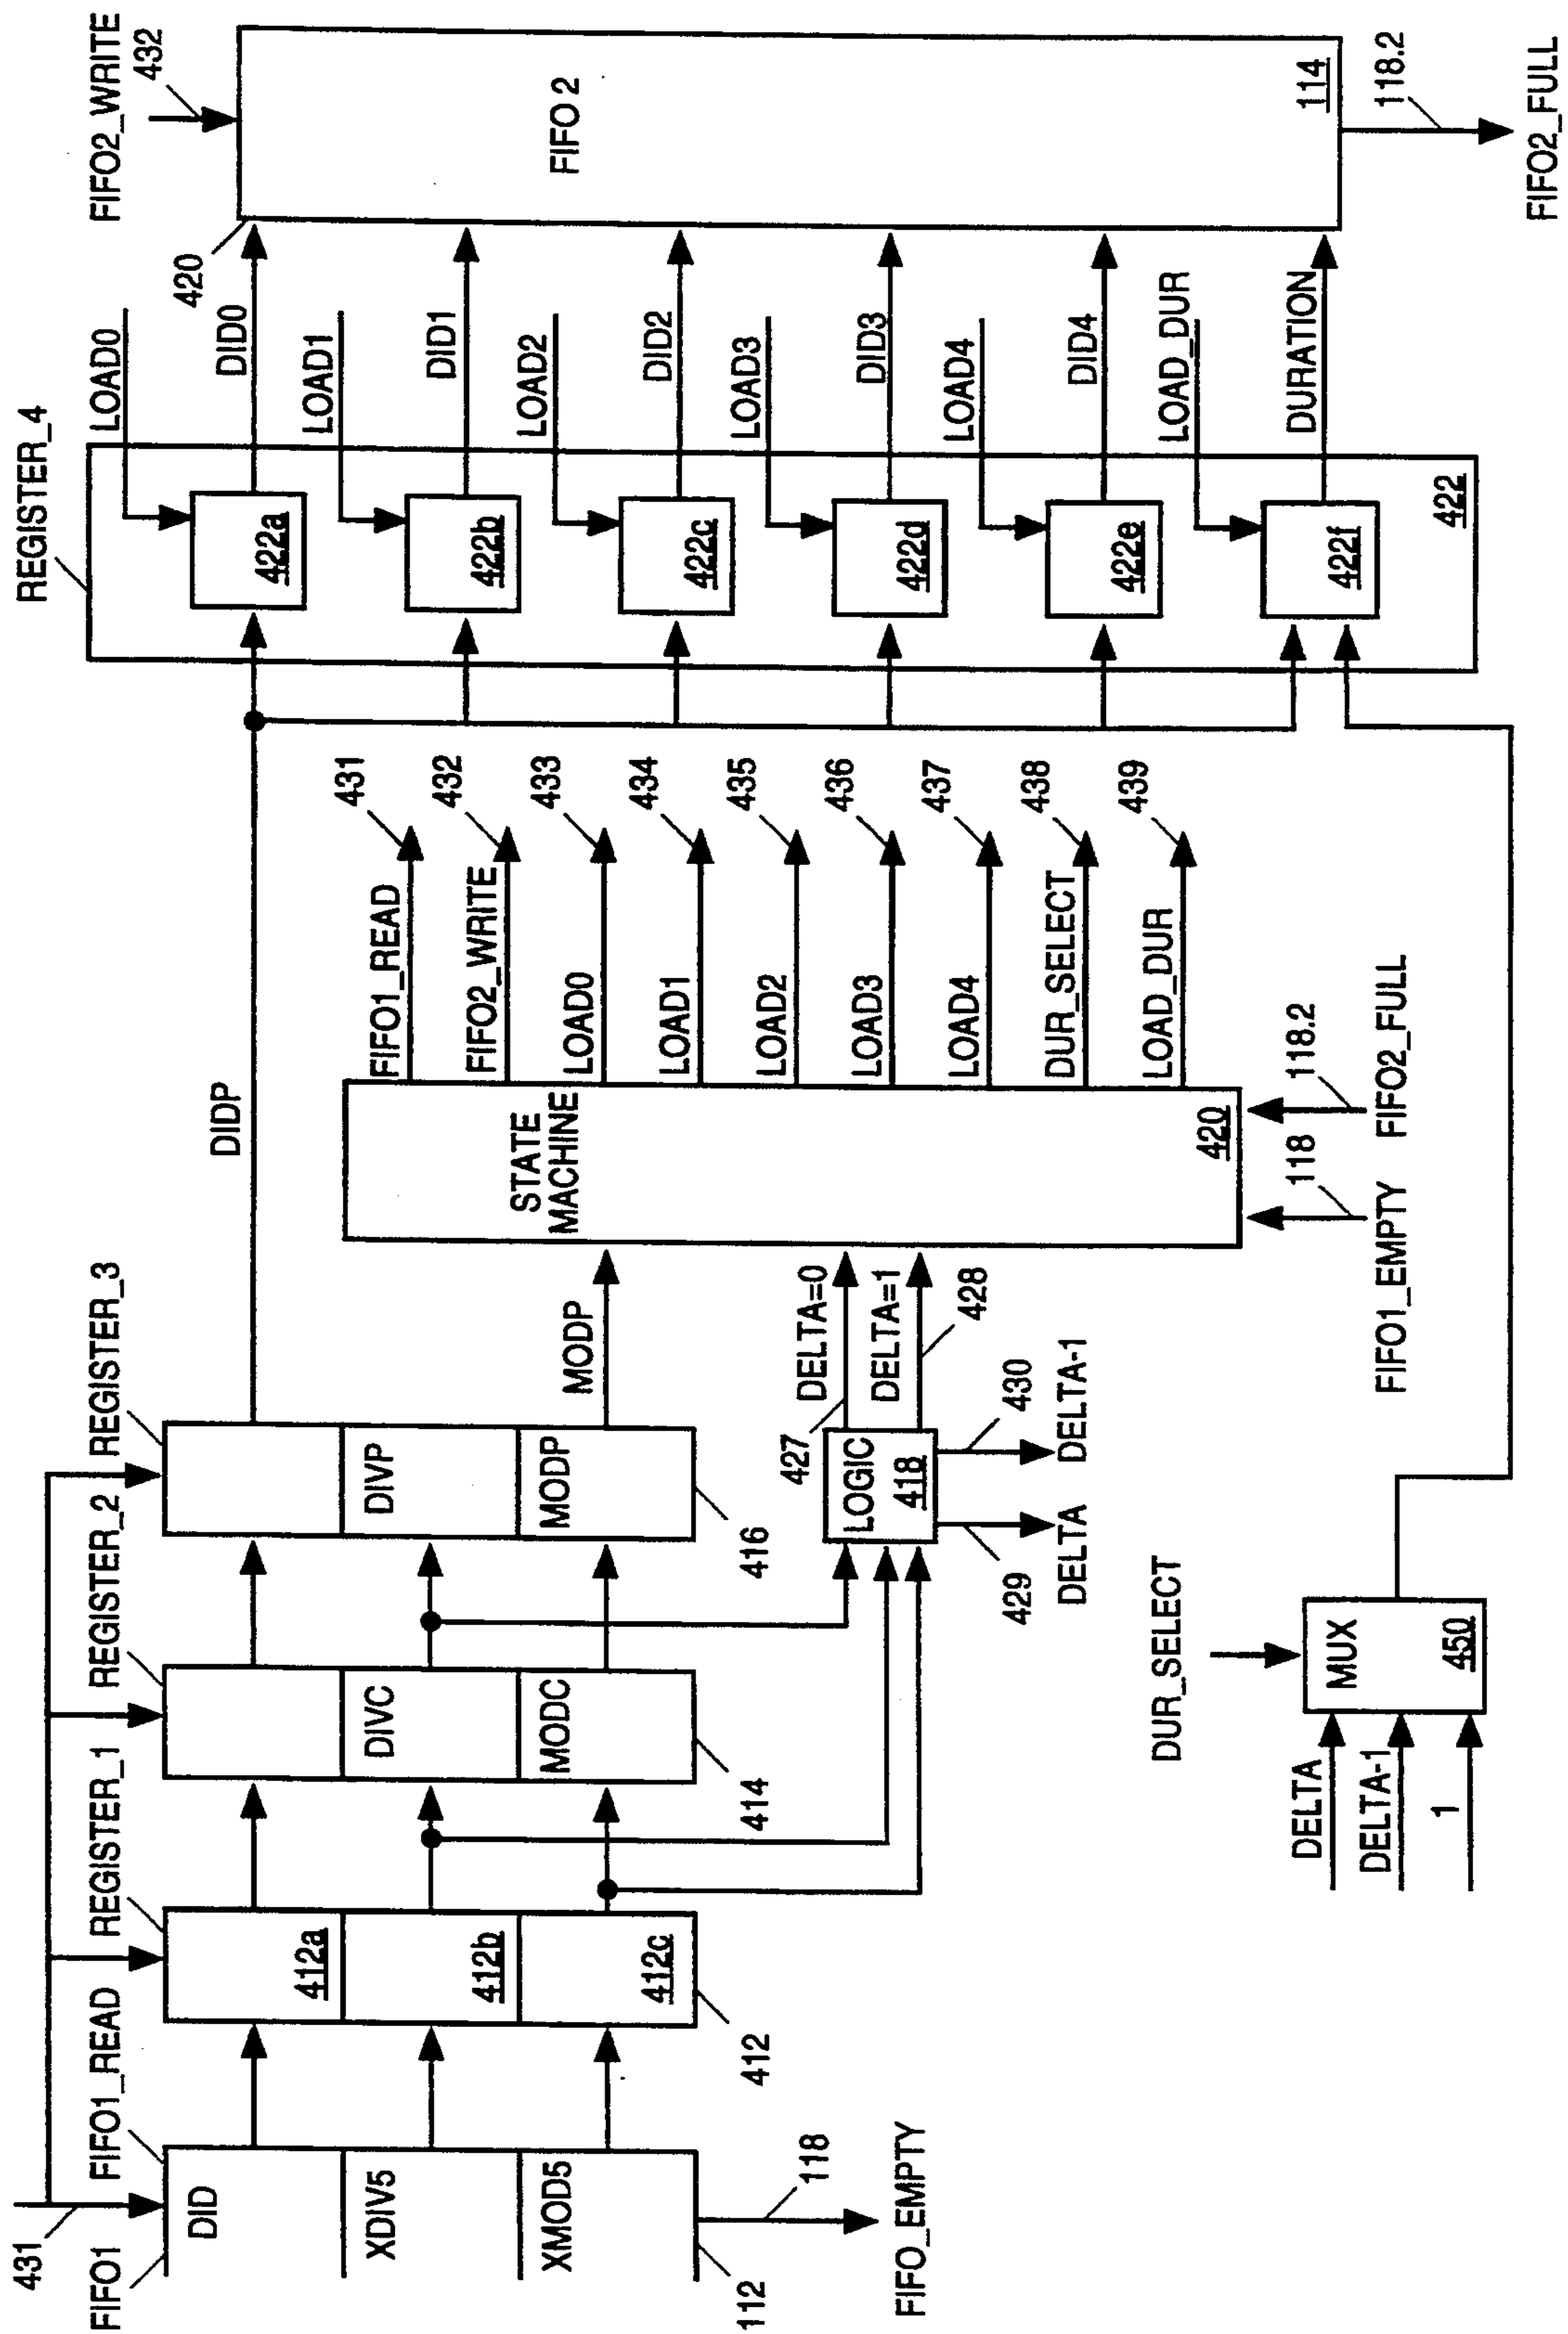 431
FIFO1
FIFO1_READ
REGISTER_1
REGISTER_2
REGISTER_3
DID
XDIV5
XMOD5
112
118
FIFO_EMPTY
412a
412b
412c
412
DIVC
MODC
414
DIVP
MODP
416
DIDP
MODP
LOGIC
418
427
DELTA=0
DELTA=1
428
429
DELTA
430
DELTA-1
STATE
MACHINE
420
FIFO1_READ
431
FIFO2_WRITE
432
LOAD0
433
LOAD1
434
LOAD2
435
LOAD3
436
LOAD4
437
DUR_SELECT
438
LOAD_DUR
439
118
FIFO1_EMPTY
118.2
FIFO2_FULL
DUR_SELECT
DELTA
DELTA-1
1
MUX
450
REGISTER_4
422a
422b
422c
422d
422e
422f
422
LOAD0
DID0
LOAD1
DID1
LOAD2
DID2
LOAD3
DID3
LOAD4
DID4
LOAD_DUR
DURATION
420
FIFO2_WRITE
432
FIFO 2
114
118.2
FIFO2_FULL